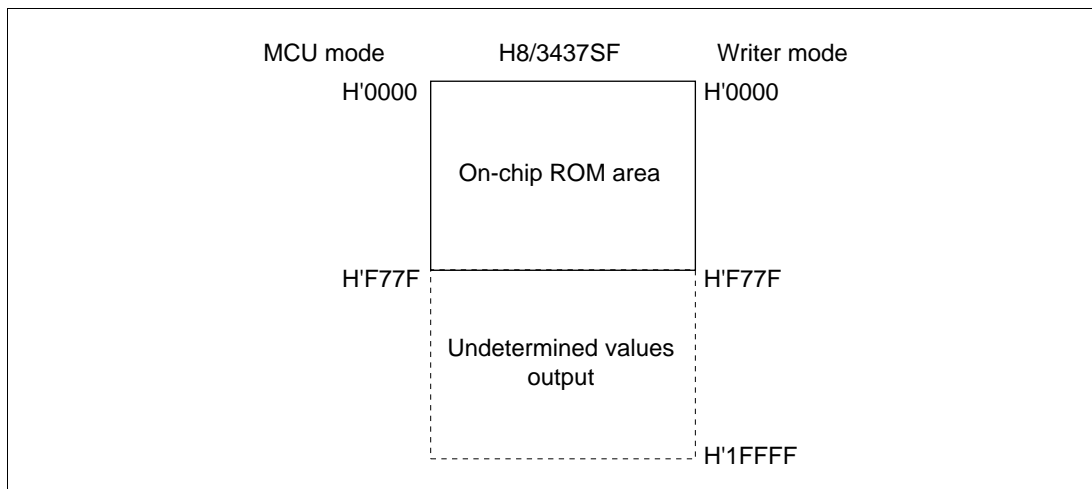 MCU mode H8/3437SF Writer mode
H'0000 H'0000
On-chip ROM area
H'F77F H'F77F
Undetermined values
output
H'1FFFF